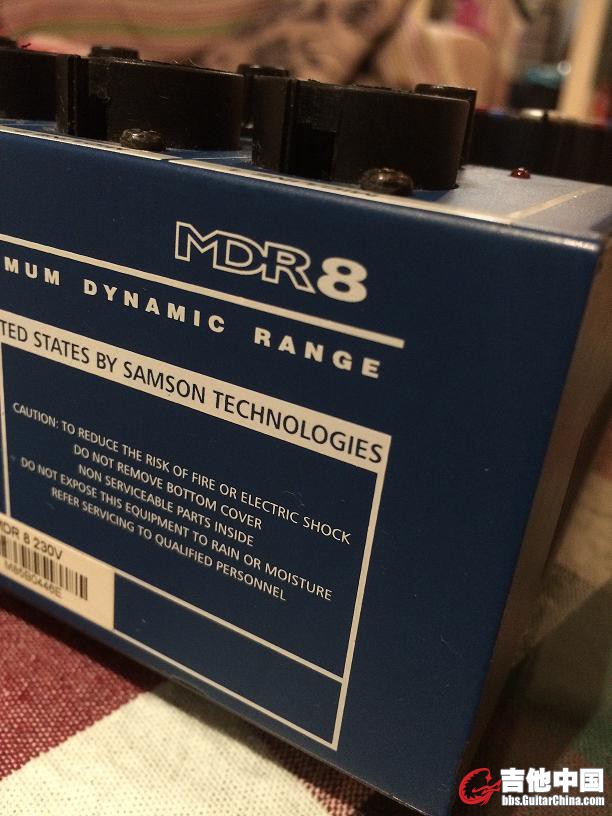 MDR8
MUM DYNAMIC RANGE
TED STATES BY SAMSON TECHNOLOGIES
CAUTION: TO REDUCE THE RISK OF FIRE OR ELECTRIC SHOCK
DO NOT REMOVE BOTTOM COVER
NON SERVICEABLE PARTS INSIDE
DO NOT EXPOSE THIS EQUIPMENT TO RAIN OR MOISTURE
REFER SERVICING TO QUALIFIED PERSONNEL
MDR 8 230V
吉他中国
bbs.GuitarChina.com